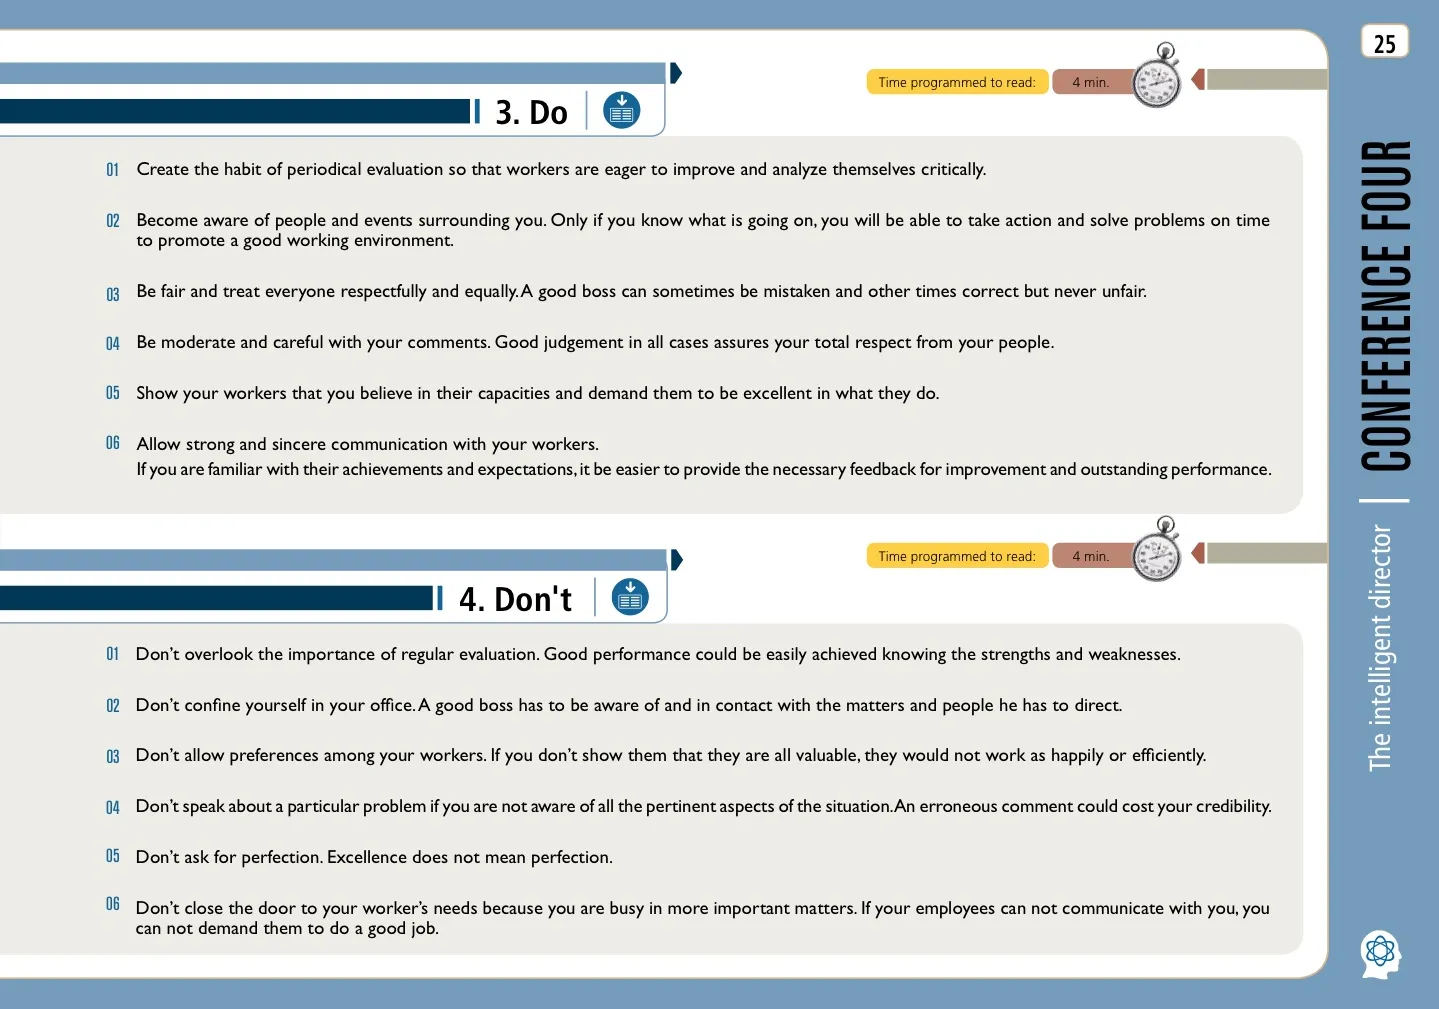 25
Time programmed to read: 4 min.
3. Do
01 Create the habit of periodical evaluation so that workers are eager to improve and analyze themselves critically.
02 Become aware of people and events surrounding you. Only if you know what is going on, you will be able to take action and solve problems on time
to promote a good working environment.
03 Be fair and treat everyone respectfully and equally. A good boss can sometimes be mistaken and other times correct but never unfair.
04 Be moderate and careful with your comments. Good judgement in all cases assures your total respect from your people.
05 Show your workers that you believe in their capacities and demand them to be excellent in what they do.
06 Allow strong and sincere communication with your workers.
If you are familiar with their achievements and expectations, it be easier to provide the necessary feedback for improvement and outstanding performance.
Time programmed to read: 4 min.
4. Don't
01 Don’t overlook the importance of regular evaluation. Good performance could be easily achieved knowing the strengths and weaknesses.
02 Don’t confine yourself in your office. A good boss has to be aware of and in contact with the matters and people he has to direct.
03 Don’t allow preferences among your workers. If you don’t show them that they are all valuable, they would not work as happily or efficiently.
04 Don’t speak about a particular problem if you are not aware of all the pertinent aspects of the situation. An erroneous comment could cost your credibility.
05 Don’t ask for perfection. Excellence does not mean perfection.
06 Don’t close the door to your worker’s needs because you are busy in more important matters. If your employees can not communicate with you, you
can not demand them to do a good job.
The intelligent director | CONFERENCE FOUR